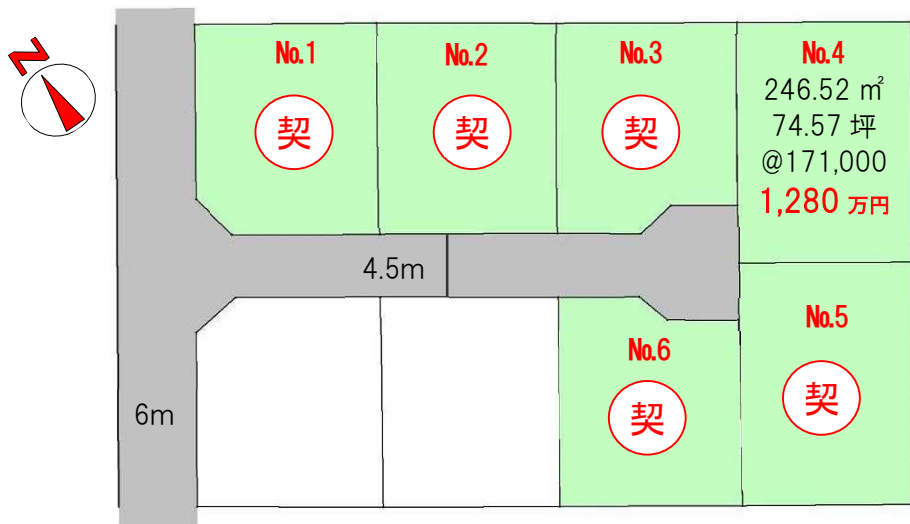 N
No.1
契
No.2
契
No.3
契
No.4
246.52 ㎡
74.57 坪
@171,000
1,280 万円
4.5m
No.5
契
No.6
契
6m